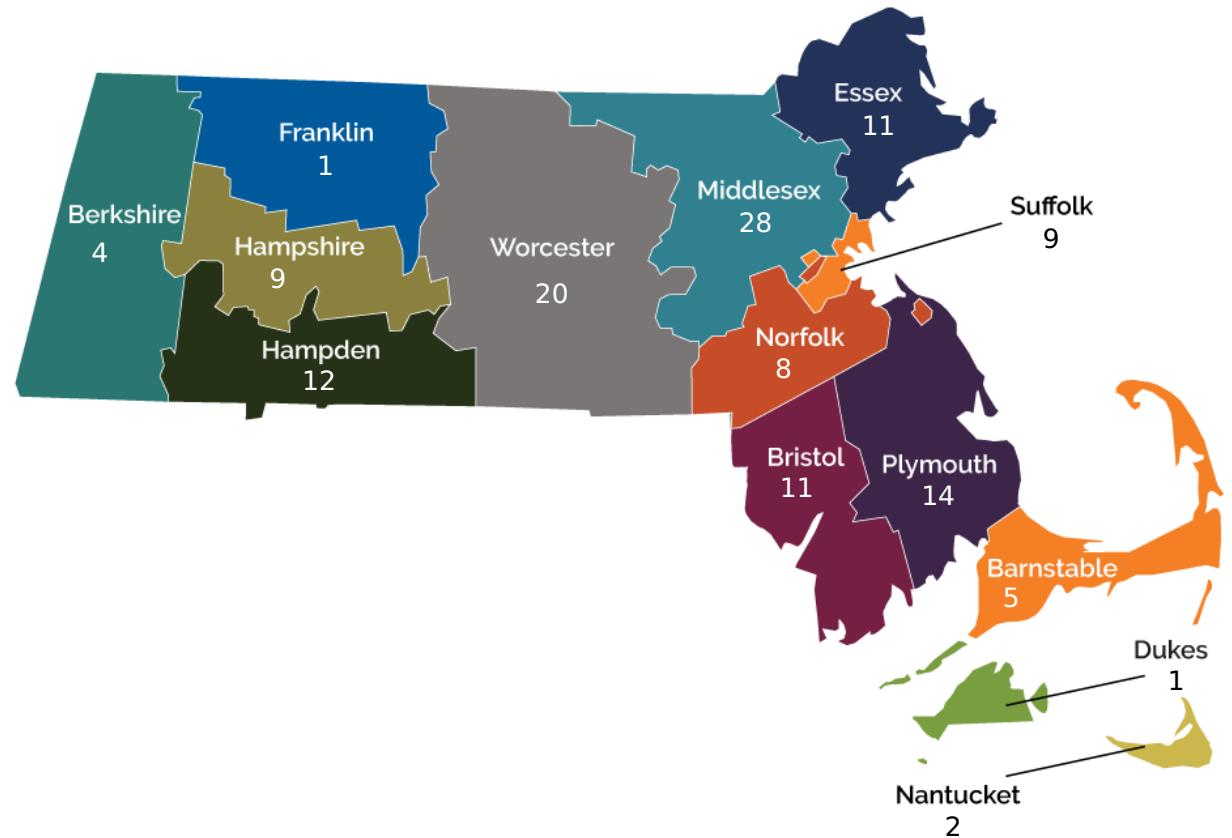 Essex
11
Franklin
1
Middlesex
28
Suffolk
9
Berkshire
4
Hampshire
9
Worcester
20
Norfolk
8
Hampden
12
Bristol
11
Plymouth
14
Barnstable
5
Dukes
1
Nantucket
2